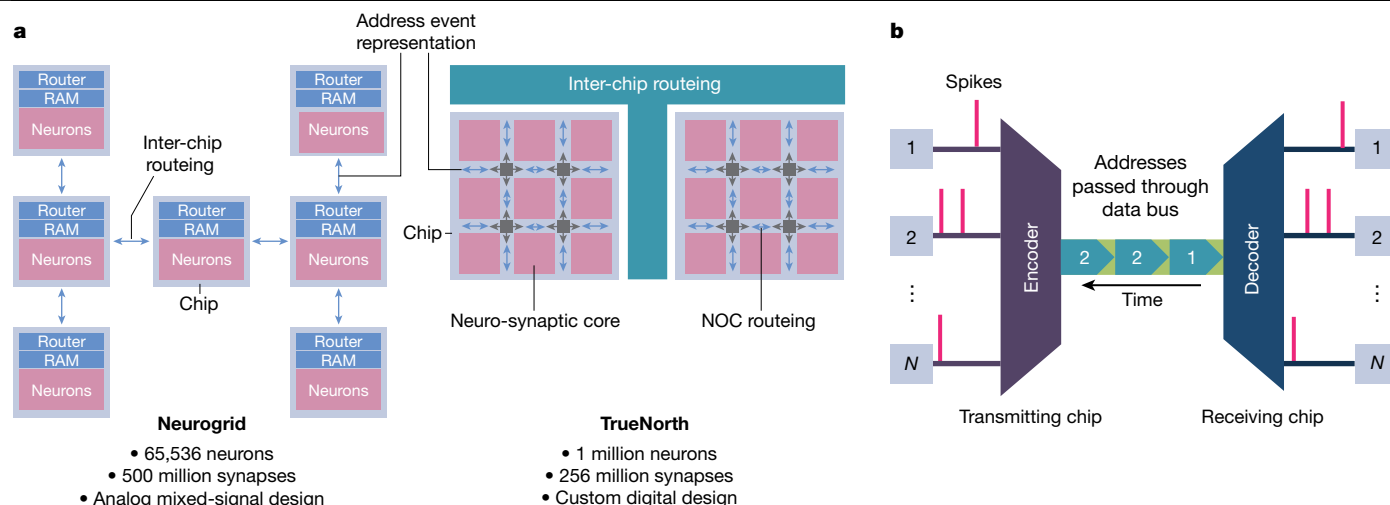 a
Address event
representation
Router
RAM
Neurons
Router
RAM
Neurons
Inter-chip
routeing
Router
RAM
Neurons
Router
RAM
Neurons
Router
RAM
Neurons
Chip
Router
RAM
Neurons
Router
RAM
Neurons
Neurogrid
• 65,536 neurons
• 500 million synapses
• Analog mixed-signal design
Inter-chip routeing
Chip
Neuro-synaptic core
NOC routeing
TrueNorth
• 1 million neurons
• 256 million synapses
• Custom digital design
b
Spikes
1
2
⋮
N
Encoder
Addresses
passed through
data bus
2 2 1
Time
Decoder
1
2
⋮
N
Transmitting chip
Receiving chip